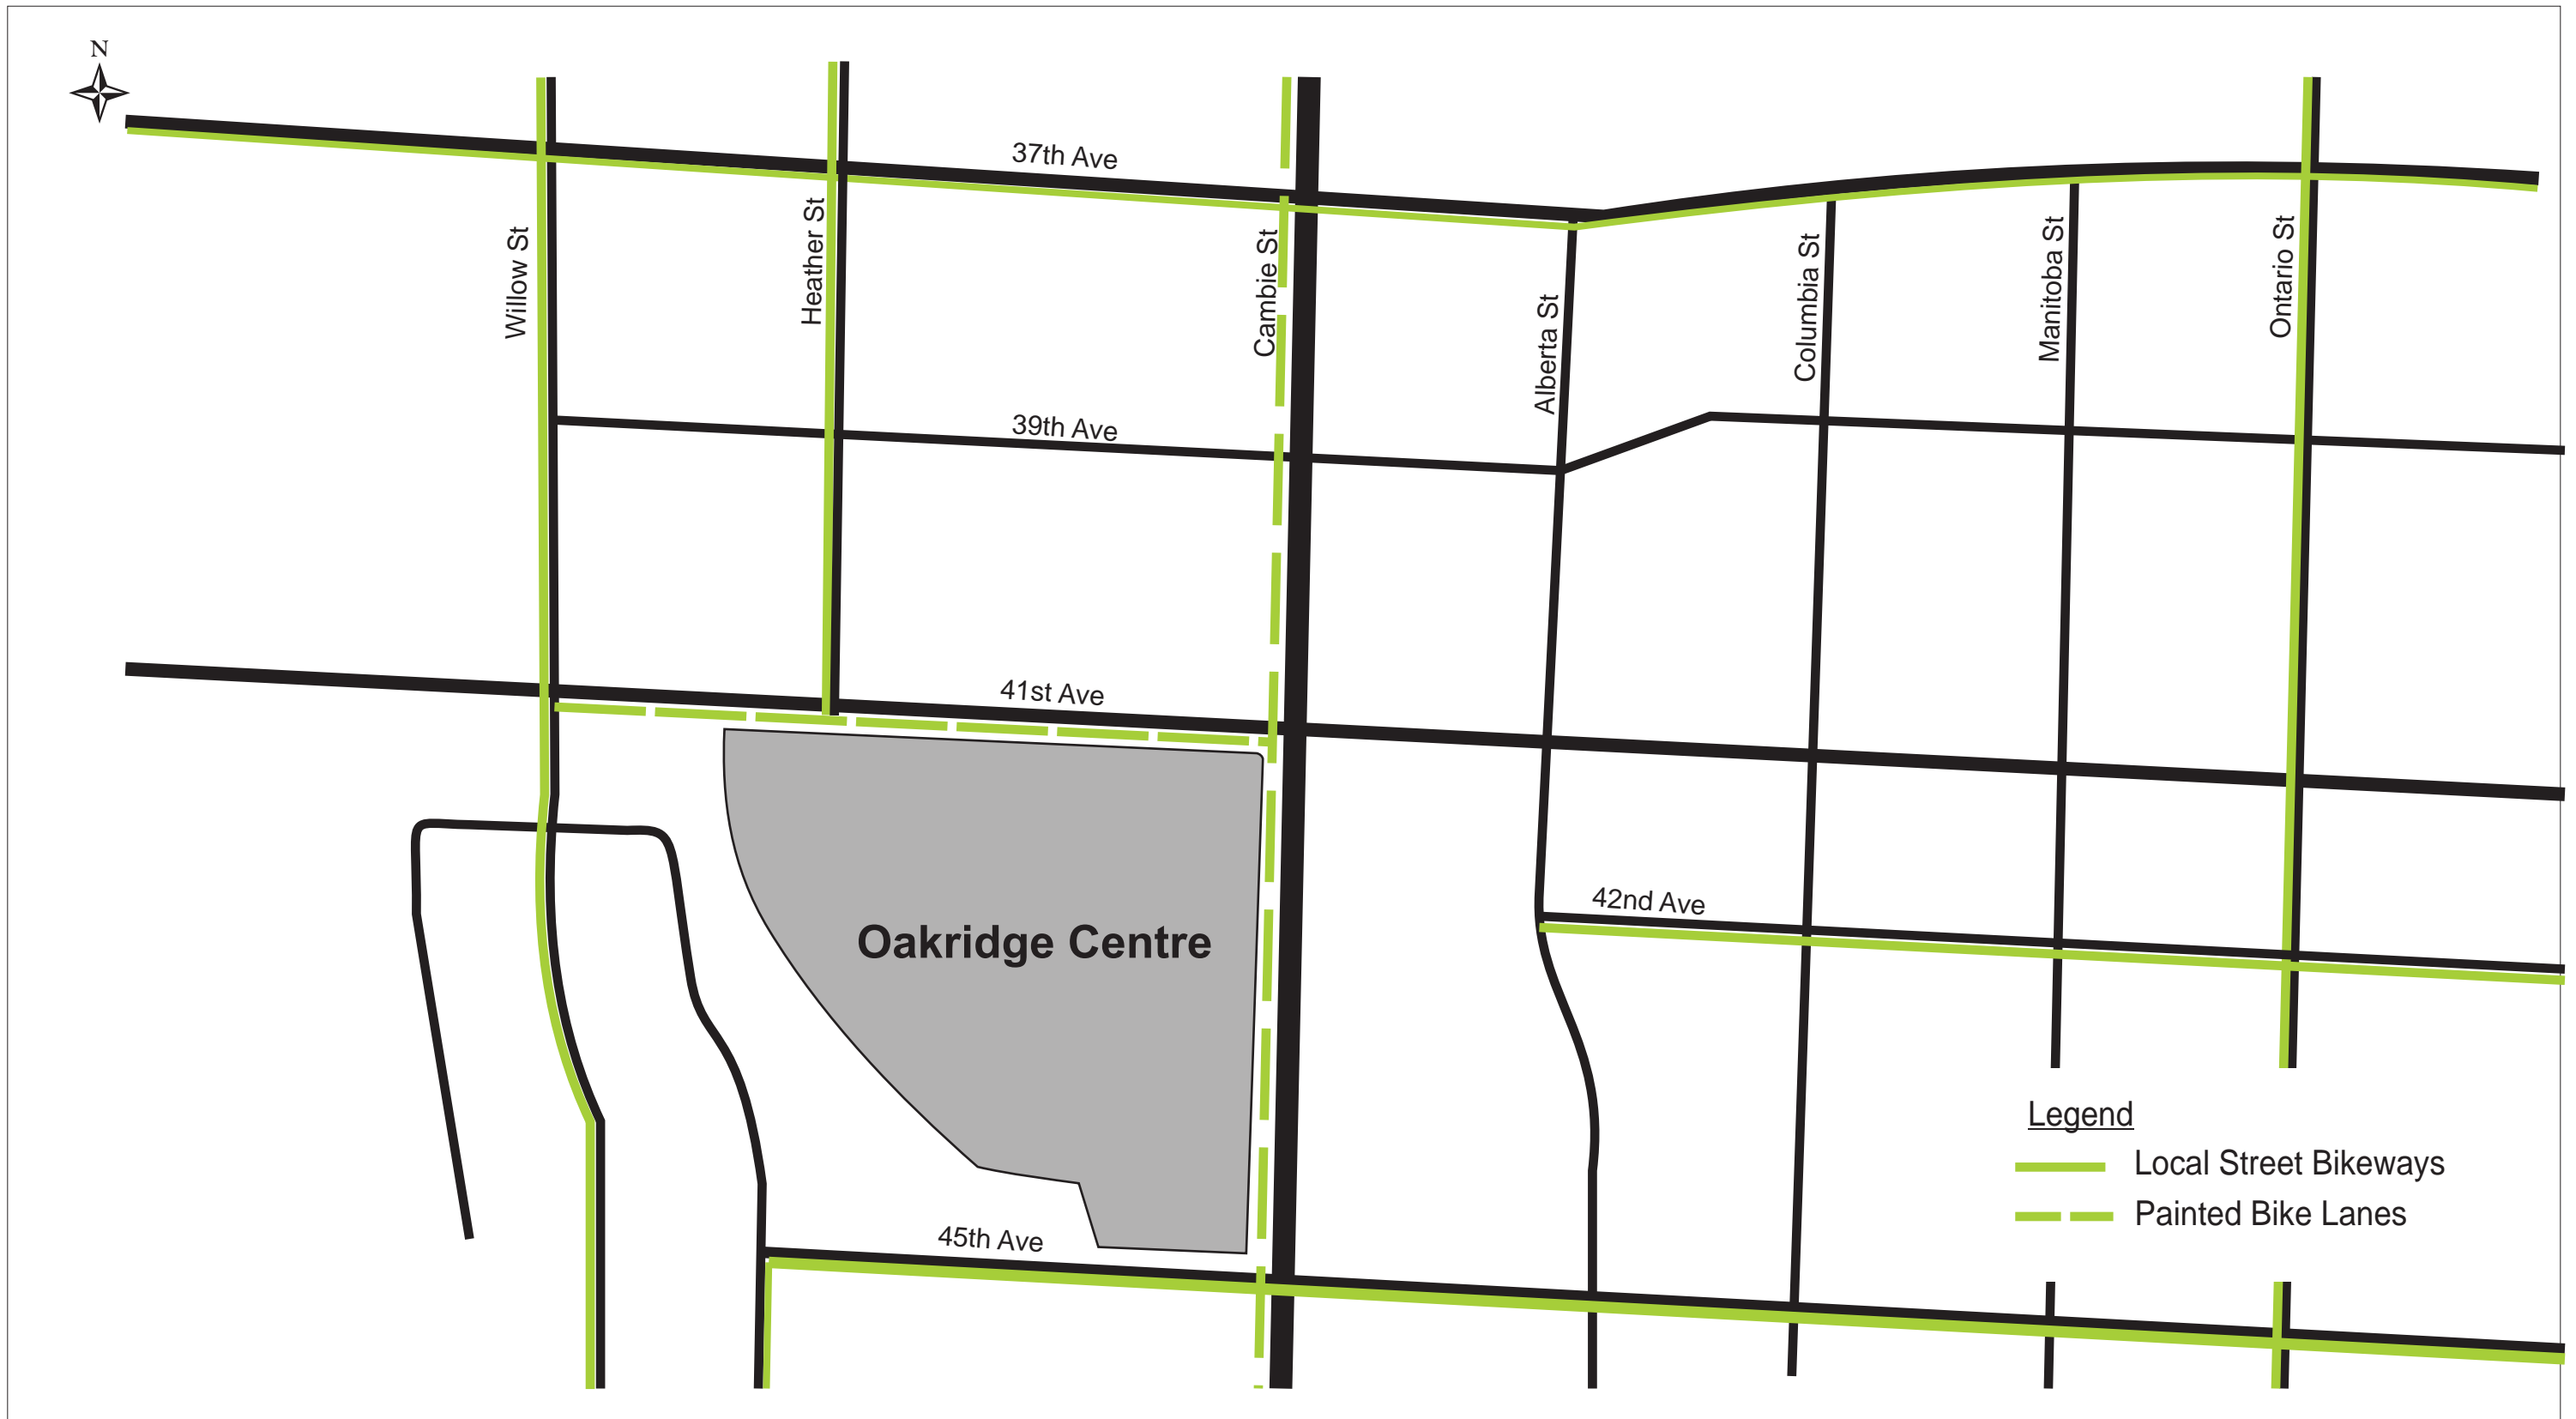 N
37th Ave
Willow St
Heather St
Cambie St
Alberta St
Columbia St
Manitoba St
Ontario St
39th Ave
41st Ave
42nd Ave
Oakridge Centre
45th Ave
Legend
Local Street Bikeways
Painted Bike Lanes